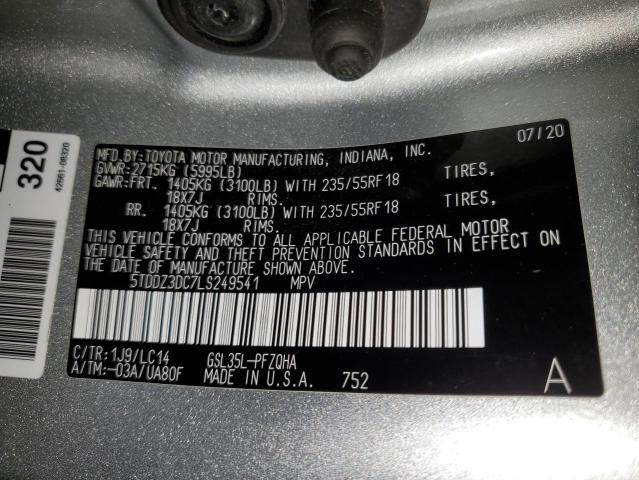 07/20
MFD.BY:TOYOTA MOTOR MANUFACTURING, INDIANA, INC.
GVWR:2715KG (5995LB)
GAWR:FRT. 1405KG (3100LB) WITH 235/55RF18 TIRES,
18X7J RIMS.
RR. 1405KG (3100LB) WITH 235/55RF18 TIRES,
18X7J RIMS.
THIS VEHICLE CONFORMS TO ALL APPLICABLE FEDERAL MOTOR
VEHICLE SAFETY AND THEFT PREVENTION STANDARDS IN EFFECT ON
THE DATE OF MANUFACTURE SHOWN ABOVE.
5TDDZ3DC7LS249541 MPV
C/TR:1J9/LC14 GSL35L-PFZQHA
A/TM:-03A/UA80F MADE IN U.S.A. 752 A
320
42661-08320